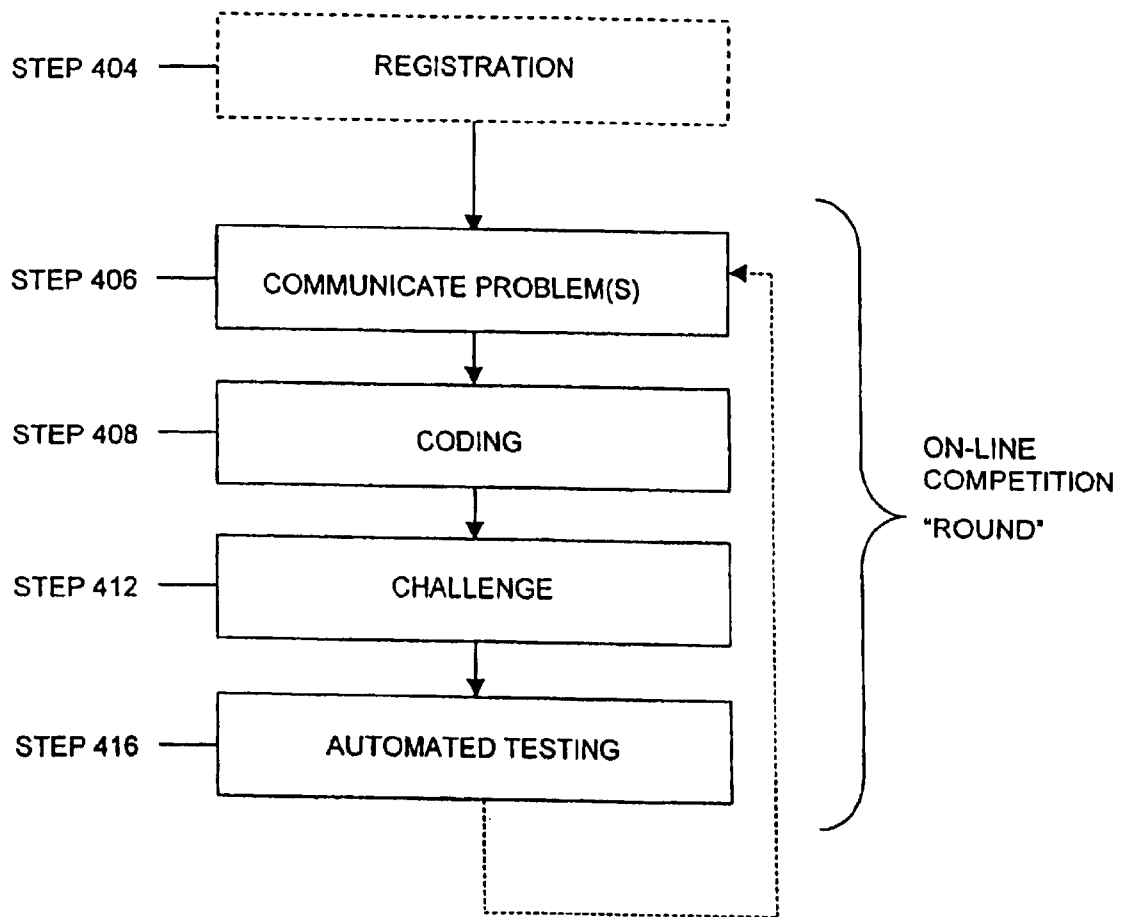 STEP 404
REGISTRATION
STEP 406
COMMUNICATE PROBLEM(S)
STEP 408
CODING
STEP 412
CHALLENGE
STEP 416
AUTOMATED TESTING
ON-LINE
COMPETITION
"ROUND"